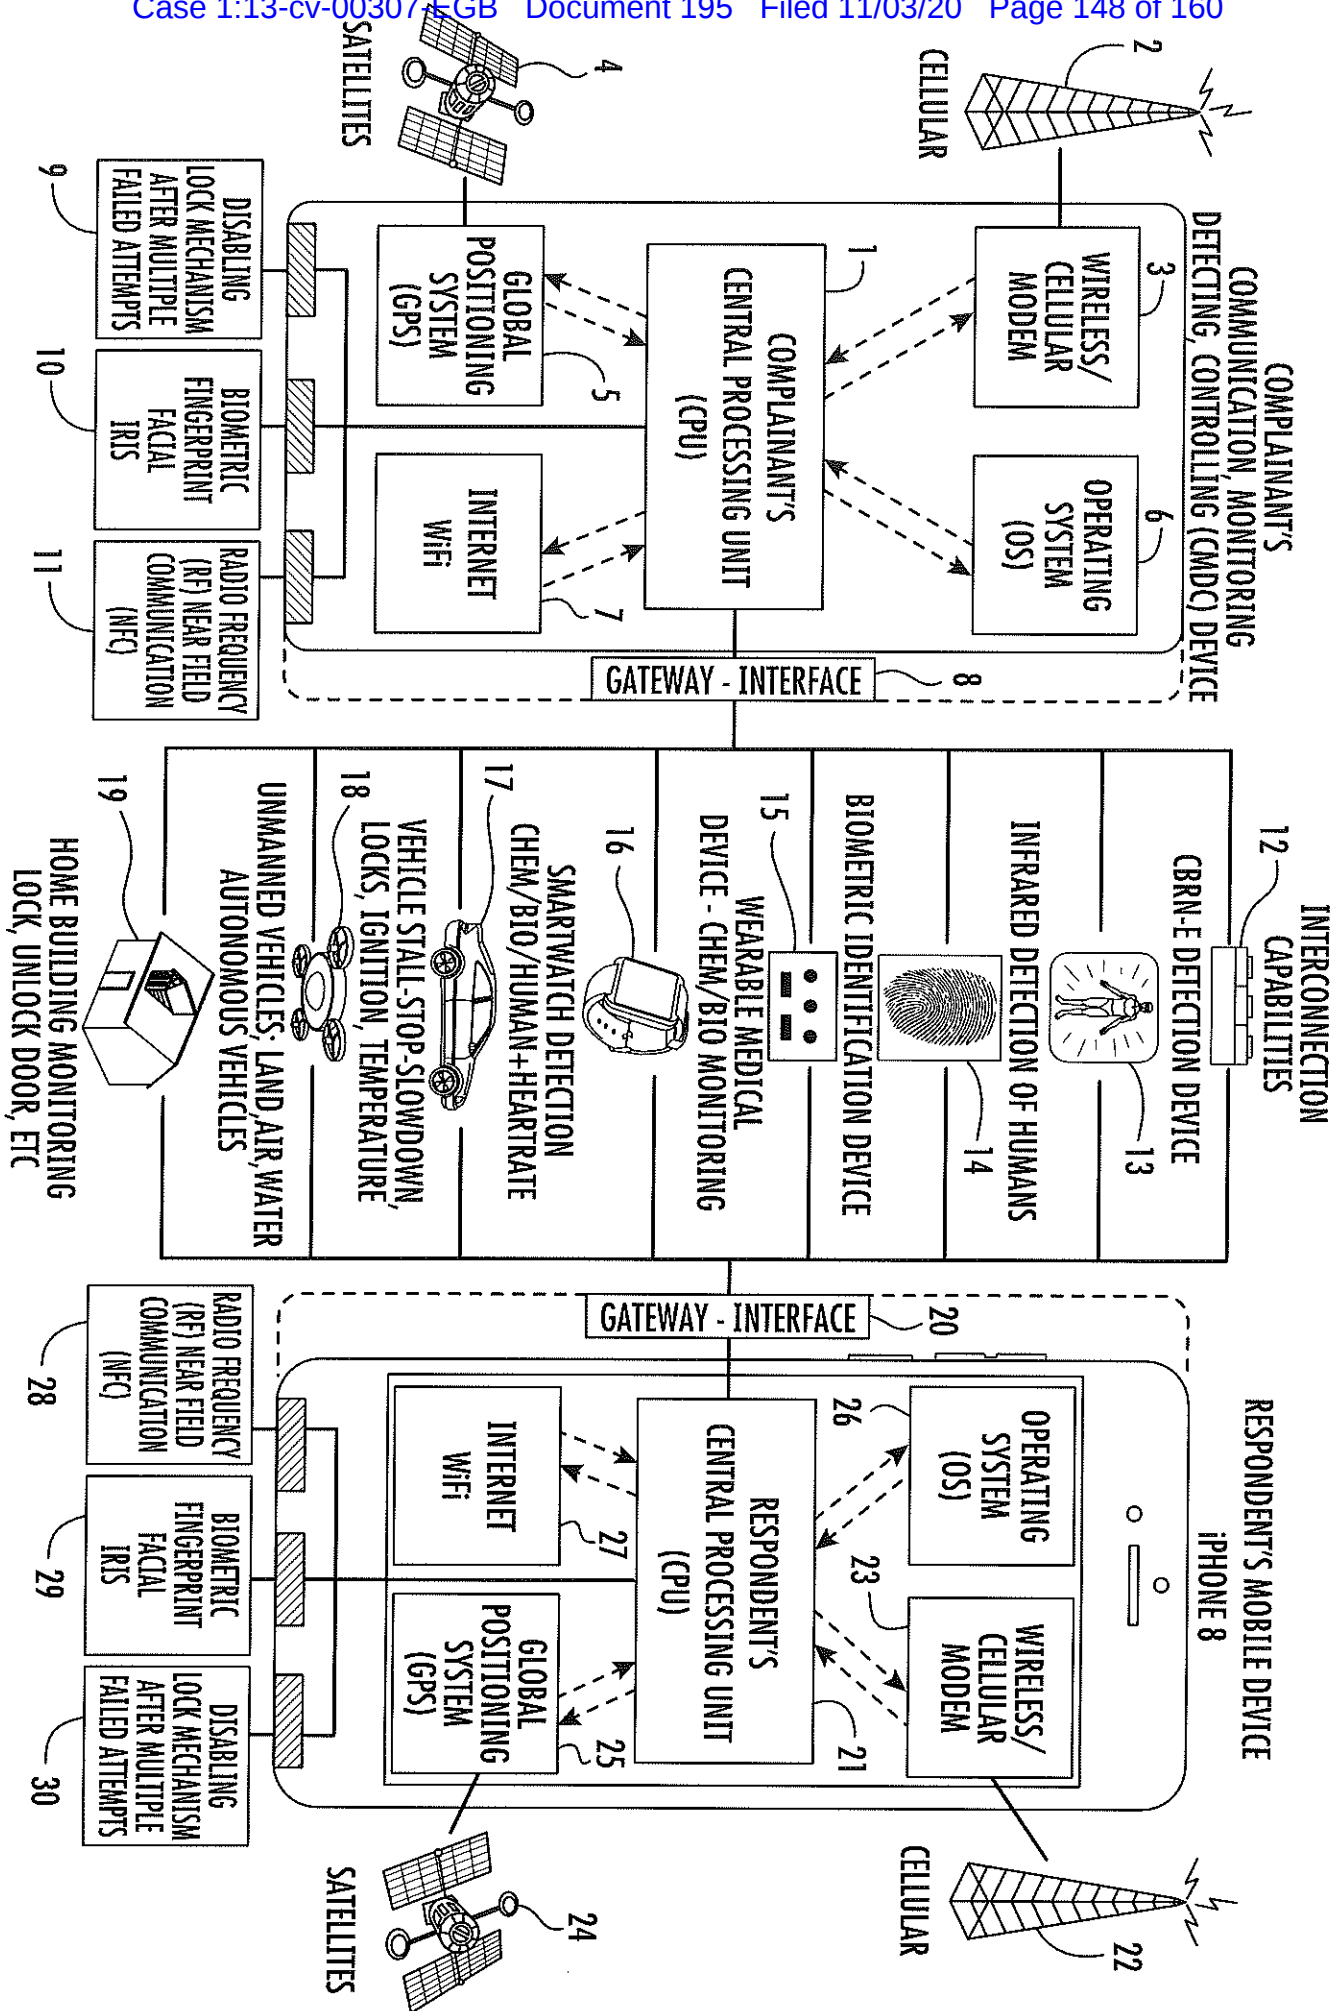 Case 1:13-cv-00307-EGB Document 195 Filed 11/03/20 Page 148 of 160
COMPLAINANT'S
COMMUNICATION, MONITORING
DETECTING, CONTROLLING (CMDC) DEVICE
2
CELLULAR
3
WIRELESS/
CELLULAR
MODEM
6
OPERATING
SYSTEM
(OS)
1
COMPLAINANT'S
CENTRAL PROCESSING UNIT
(CPU)
4
SATELLITES
GLOBAL
POSITIONING
SYSTEM
(GPS)
5
INTERNET
WiFi
7
8
GATEWAY - INTERFACE
DISABLING
LOCK MECHANISM
AFTER MULTIPLE
FAILED ATTEMPTS
9
BIOMETRIC
FINGERPRINT
FACIAL
IRIS
10
RADIO FREQUENCY
(RF) NEAR FIELD
COMMUNICATION
(NFC)
11
INTERCONNECTION
CAPABILITIES
12
CBRN-E DETECTION DEVICE
13
INFRARED DETECTION OF HUMANS
14
BIOMETRIC IDENTIFICATION DEVICE
15
WEARABLE MEDICAL
DEVICE - CHEM/BIO MONITORING
16
SMARTWATCH DETECTION
CHEM/BIO/HUMAN+HEARTRATE
17
VEHICLE STALL-STOP-SLOWDOWN,
LOCKS, IGNITION, TEMPERATURE
18
UNMANNED VEHICLES; LAND, AIR, WATER
AUTONOMOUS VEHICLES
19
HOME BUILDING MONITORING
LOCK, UNLOCK DOOR, ETC
RESPONDENT'S MOBILE DEVICE
iPHONE 8
20
GATEWAY - INTERFACE
26
OPERATING
SYSTEM
(OS)
23
WIRELESS/
CELLULAR
MODEM
22
CELLULAR
RESPONDENT'S
CENTRAL PROCESSING UNIT
(CPU)
21
INTERNET
WiFi
27
GLOBAL
POSITIONING
SYSTEM
(GPS)
25
24
SATELLITES
RADIO FREQUENCY
(RF) NEAR FIELD
COMMUNICATION
(NFC)
28
BIOMETRIC
FINGERPRINT
FACIAL
IRIS
29
DISABLING
LOCK MECHANISM
AFTER MULTIPLE
FAILED ATTEMPTS
30